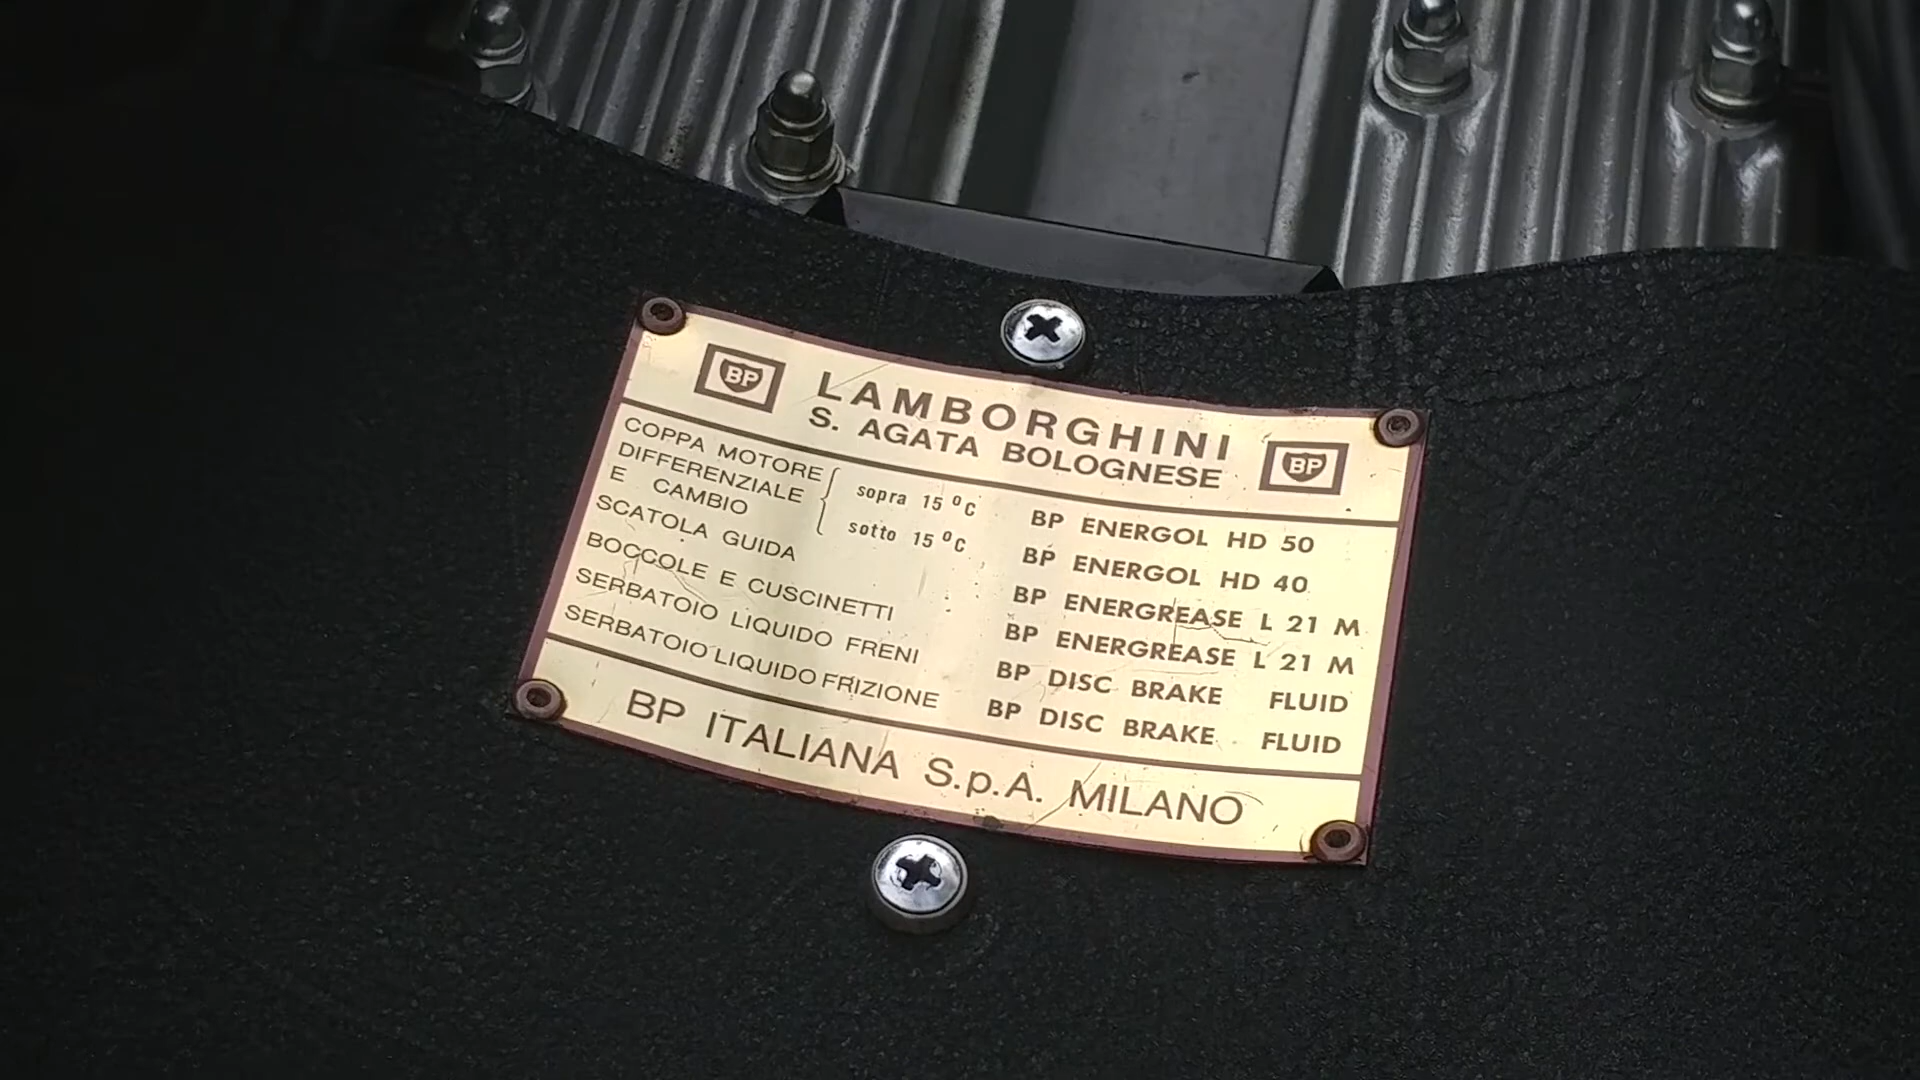 BP LAMBORGHINI BP
S. AGATA BOLOGNESE
COPPA MOTORE
DIFFERENZIALE
E CAMBIO
sopra 15 °C BP ENERGOL HD 50
sotto 15 °C BP ENERGOL HD 40
SCATOLA GUIDA BP ENERGREASE L 21 M
BOCCOLE E CUSCINETTI BP ENERGREASE L 21 M
SERBATOIO LIQUIDO FRENI BP DISC BRAKE FLUID
SERBATOIO LIQUIDO FRIZIONE BP DISC BRAKE FLUID
BP ITALIANA S.p.A. MILANO